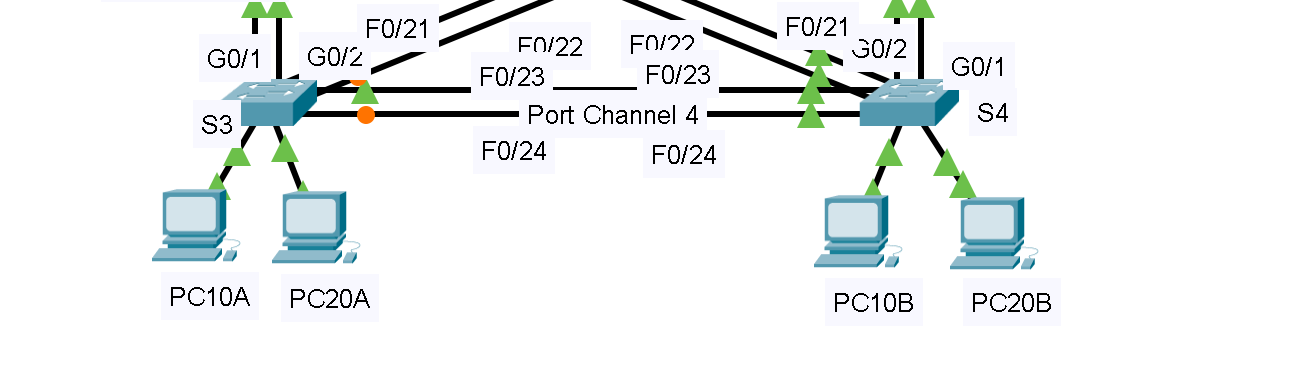 F0/21
F0/21
G0/1
G0/2
F0/22
F0/22
G0/2
G0/1
F0/23
F0/23
S3
Port Channel 4
S4
F0/24
F0/24
PC10A
PC20A
PC10B
PC20B